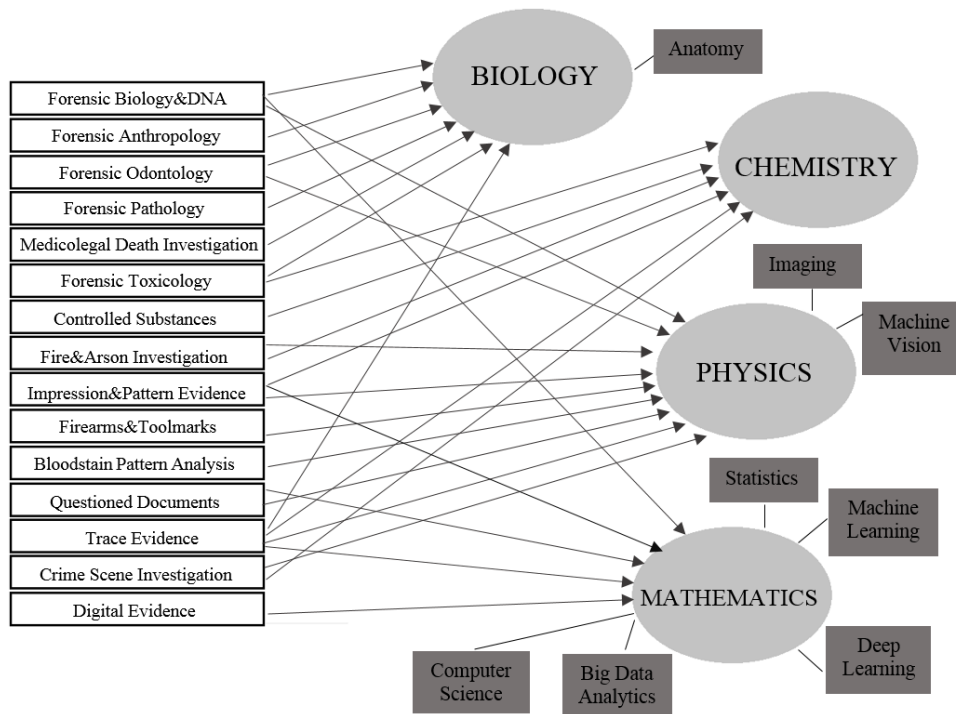 Forensic Biology&DNA
Forensic Anthropology
Forensic Odontology
Forensic Pathology
Medicolegal Death Investigation
Forensic Toxicology
Controlled Substances
Fire&Arson Investigation
Impression&Pattern Evidence
Firearms&Toolmarks
Bloodstain Pattern Analysis
Questioned Documents
Trace Evidence
Crime Scene Investigation
Digital Evidence
BIOLOGY
Anatomy
CHEMISTRY
Imaging
Machine
Vision
PHYSICS
Statistics
Machine
Learning
MATHEMATICS
Computer
Science
Big Data
Analytics
Deep
Learning